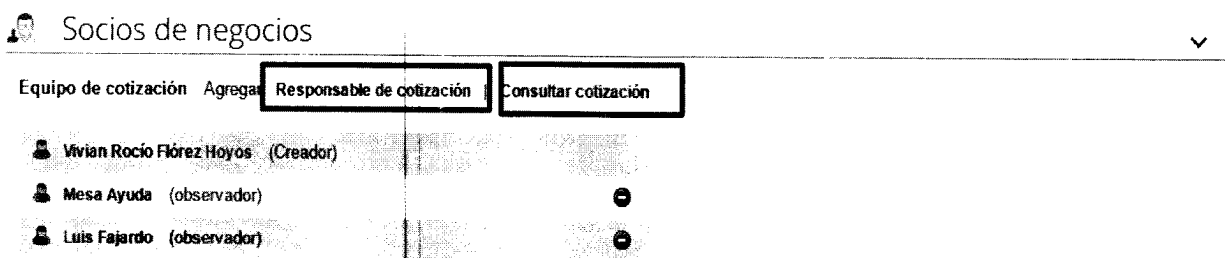 Socios de negocios
Equipo de cotización Agregar Responsable de cotización | Consultar cotización
Vivian Rocío Flórez Hoyos (Creador)
Mesa Ayuda (observador)
Luis Fajardo (observador)